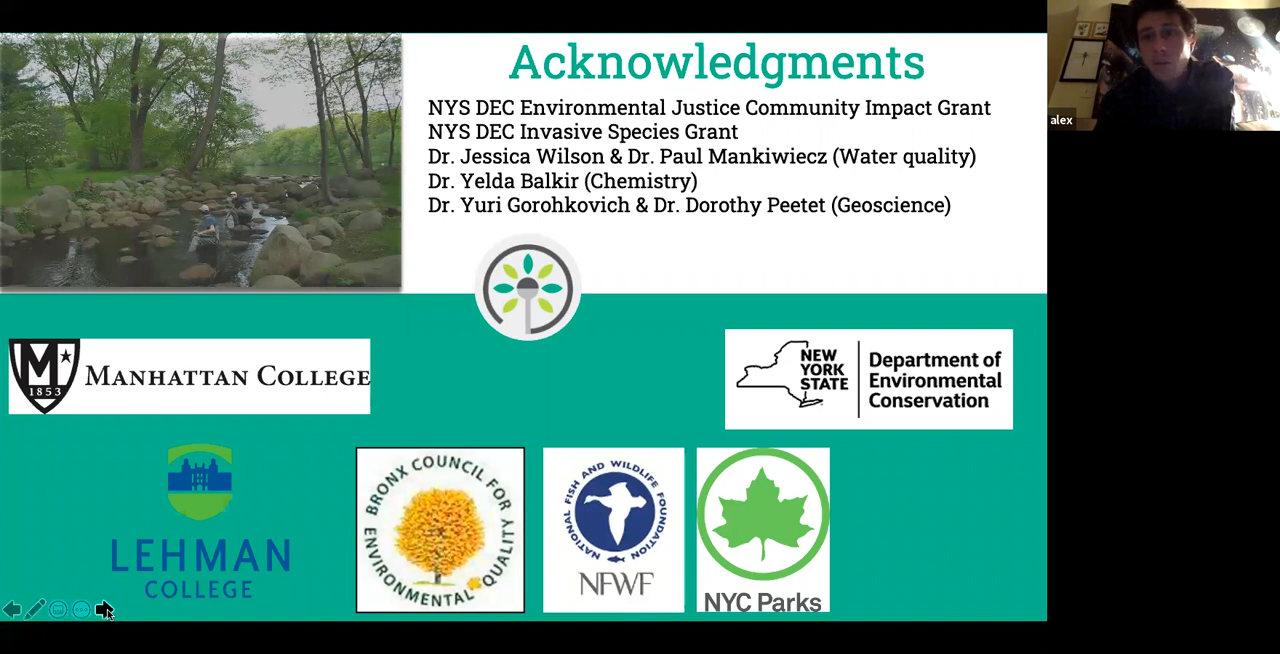 Acknowledgments
NYS DEC Environmental Justice Community Impact Grant
NYS DEC Invasive Species Grant
Dr. Jessica Wilson & Dr. Paul Mankiwiecz (Water quality)
Dr. Yelda Balkir (Chemistry)
Dr. Yuri Gorohkovich & Dr. Dorothy Peetet (Geoscience)
alex
M
1853
MANHATTAN COLLEGE
NEW
YORK
STATE
Department of
Environmental
Conservation
LEHMAN
COLLEGE
BRONX COUNCIL FOR
ENVIRONMENTAL QUALITY
NATIONAL FISH AND WILDLIFE FOUNDATION
NFWF
NYC Parks